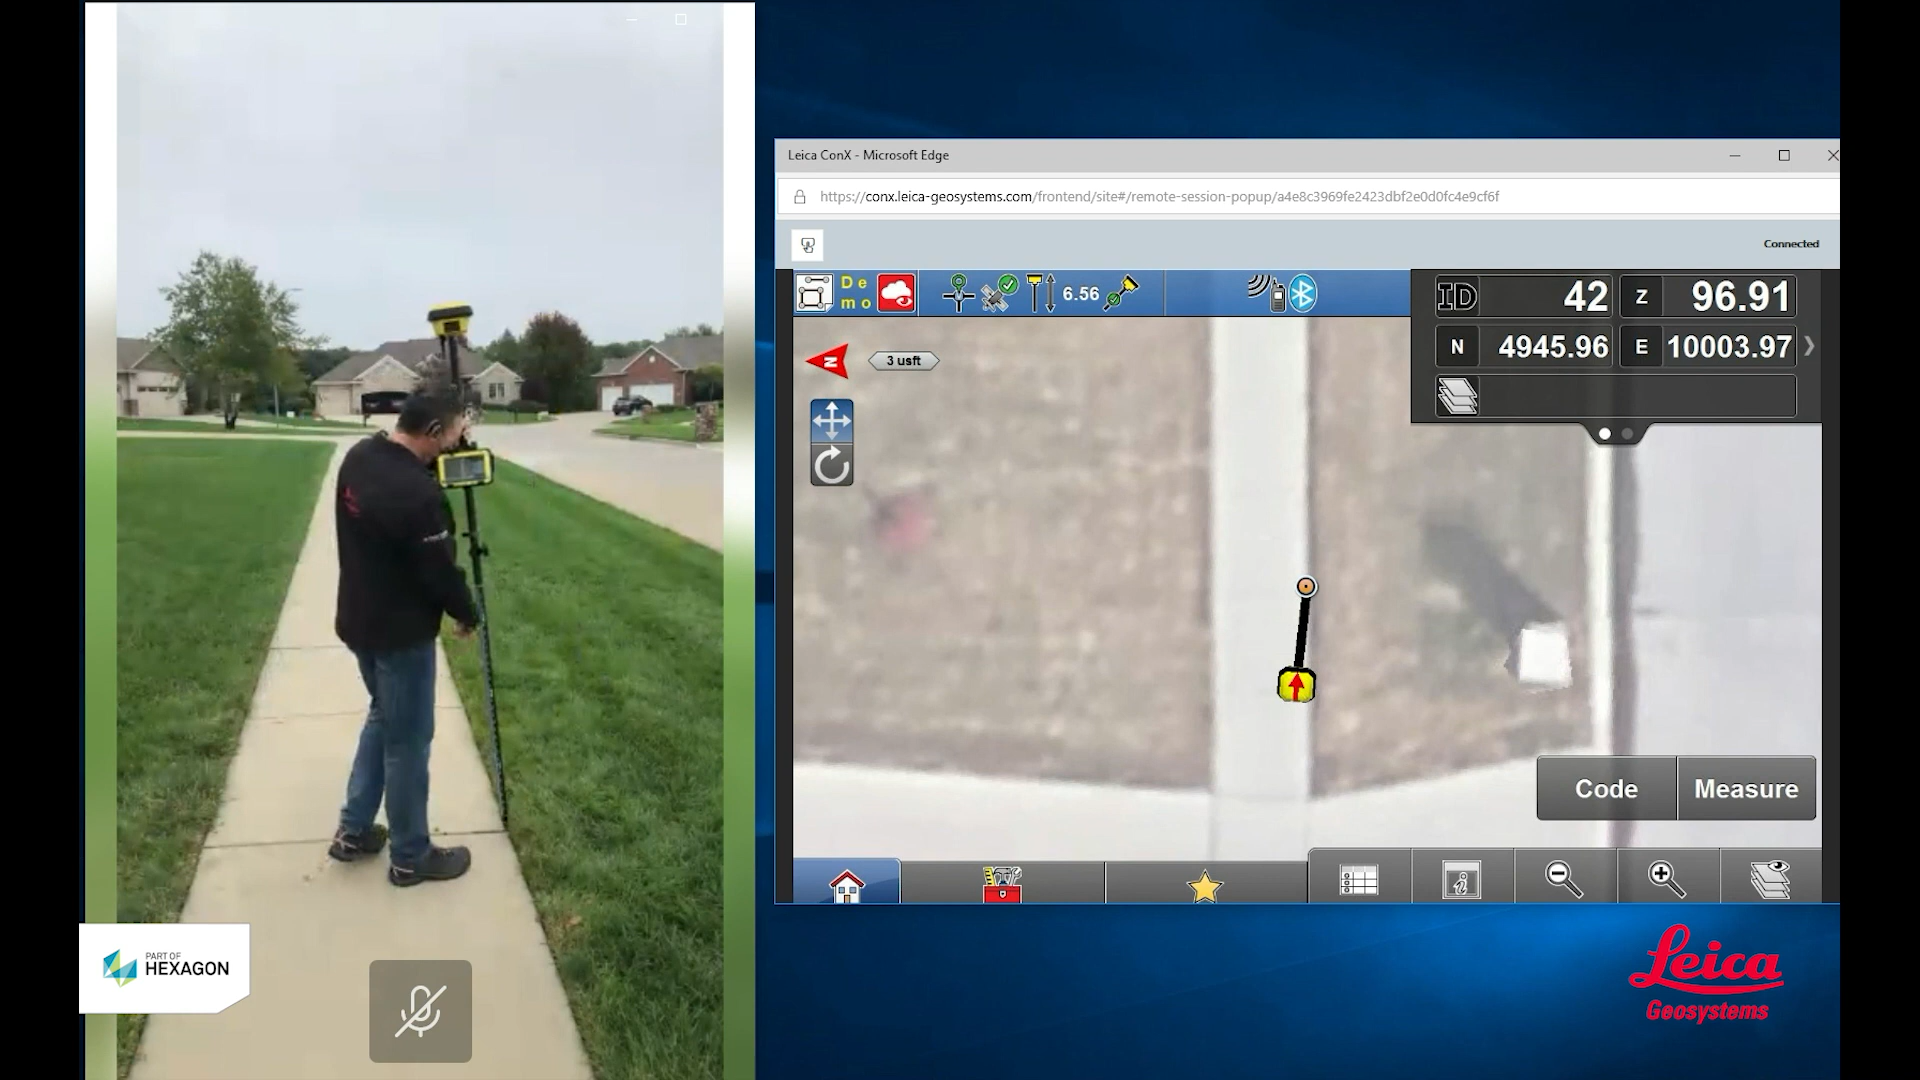 Leica ConX - Microsoft Edge
https://conx.leica-geosystems.com/frontend/site#/remote-session-popup/a4e8c3969fe2423dbf2e0d0fc4e9cf6f
Connected
De
mo
6.56
ID 42 Z 96.91
N 4945.96 E 10003.97
N 3 usft
Code Measure
PART OF
HEXAGON
Leica
Geosystems